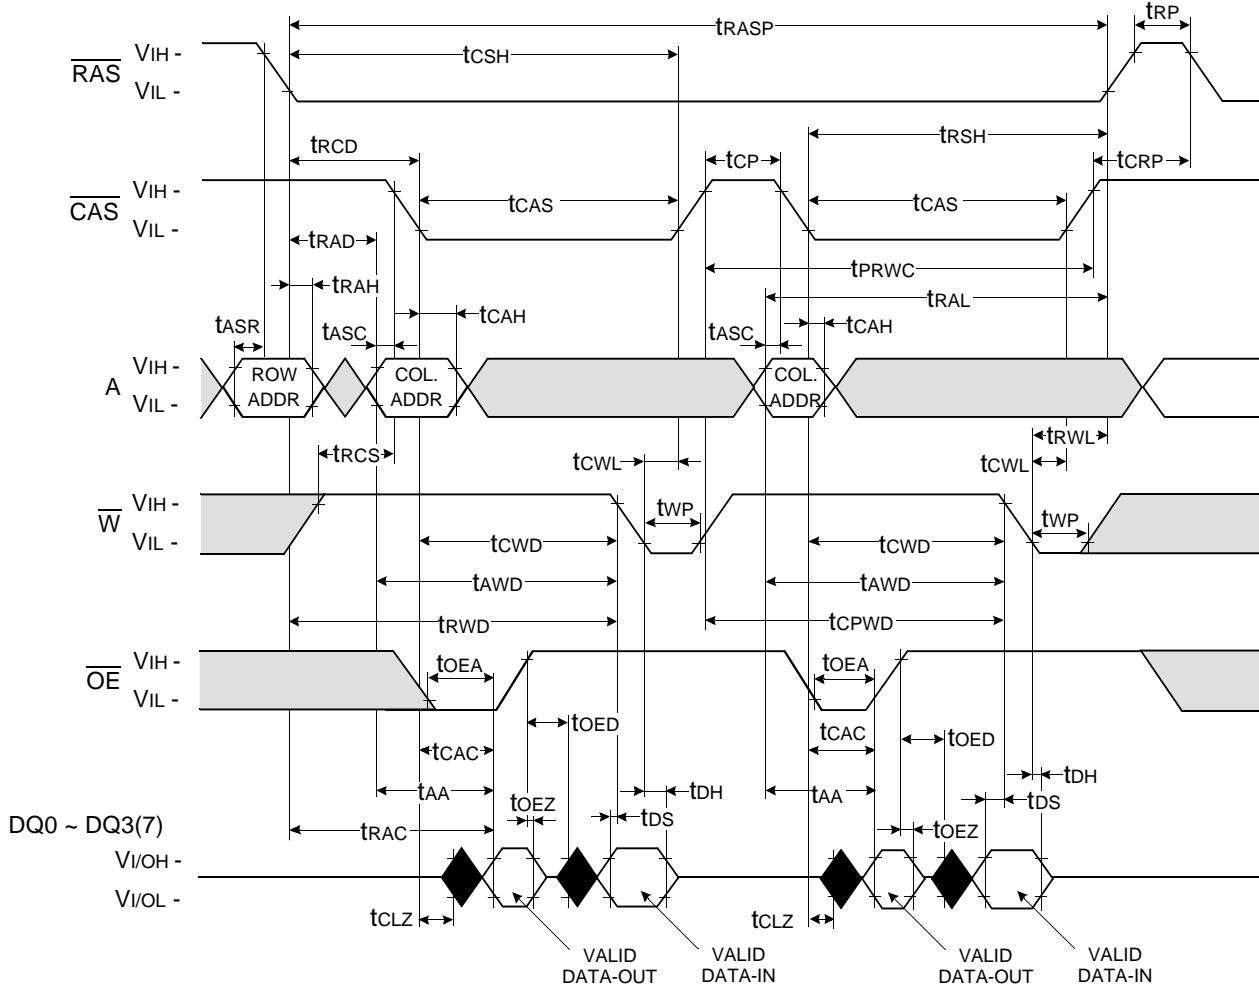 tRASP
tRP
tCSH
RAS
VIH -
VIL -
tRCD
tRSH
tCP
tCRP
CAS
VIH -
VIL -
tCAS
tCAS
tRAD
tPRWC
tRAH
tRAL
tCAH
tASR
tASC
tASC
tCAH
A
VIH -
VIL -
ROW
ADDR
COL.
ADDR
COL.
ADDR
tRCS
tRWL
tCWL
tCWL
W
VIH -
VIL -
tWP
tWP
tCWD
tCWD
tAWD
tAWD
tRWD
tCPWD
OE
VIH -
VIL -
tOEA
tOEA
tOED
tOED
tCAC
tCAC
tAA
tAA
tDH
tDH
tOEZ
tDS
tDS
tOEZ
tRAC
DQ0 ~ DQ3(7)
VI/OH -
VI/OL -
tCLZ
tCLZ
VALID
DATA-OUT
VALID
DATA-IN
VALID
DATA-OUT
VALID
DATA-IN